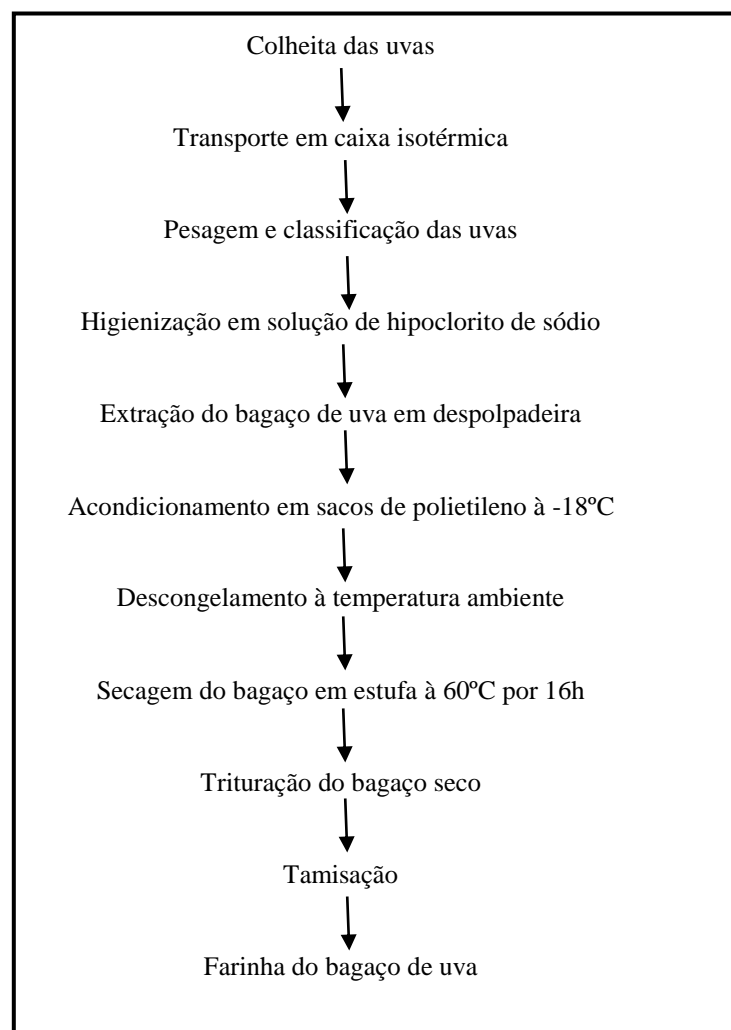 Colheita das uvas
Transporte em caixa isotérmica
Pesagem e classificação das uvas
Higienização em solução de hipoclorito de sódio
Extração do bagaço de uva em despolpadeira
Acondicionamento em sacos de polietileno à -18ºC
Descongelamento à temperatura ambiente
Secagem do bagaço em estufa à 60ºC por 16h
Trituração do bagaço seco
Tamisação
Farinha do bagaço de uva